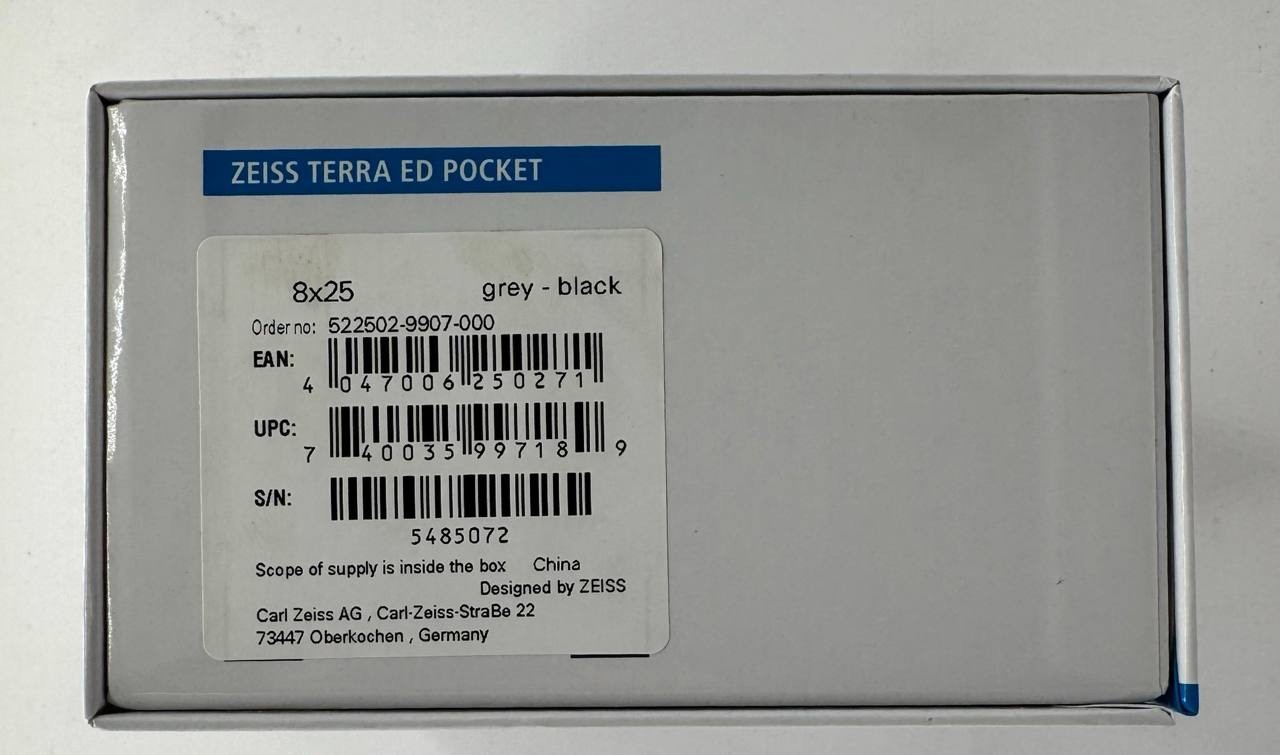 ZEISS TERRA ED POCKET
8x25 grey - black
Order no: 522502-9907-000
EAN:
4 047006 250271
UPC:
7 40035 99718 9
S/N:
5485072
Scope of supply is inside the box China
Designed by ZEISS
Carl Zeiss AG , Carl-Zeiss-StraBe 22
73447 Oberkochen , Germany